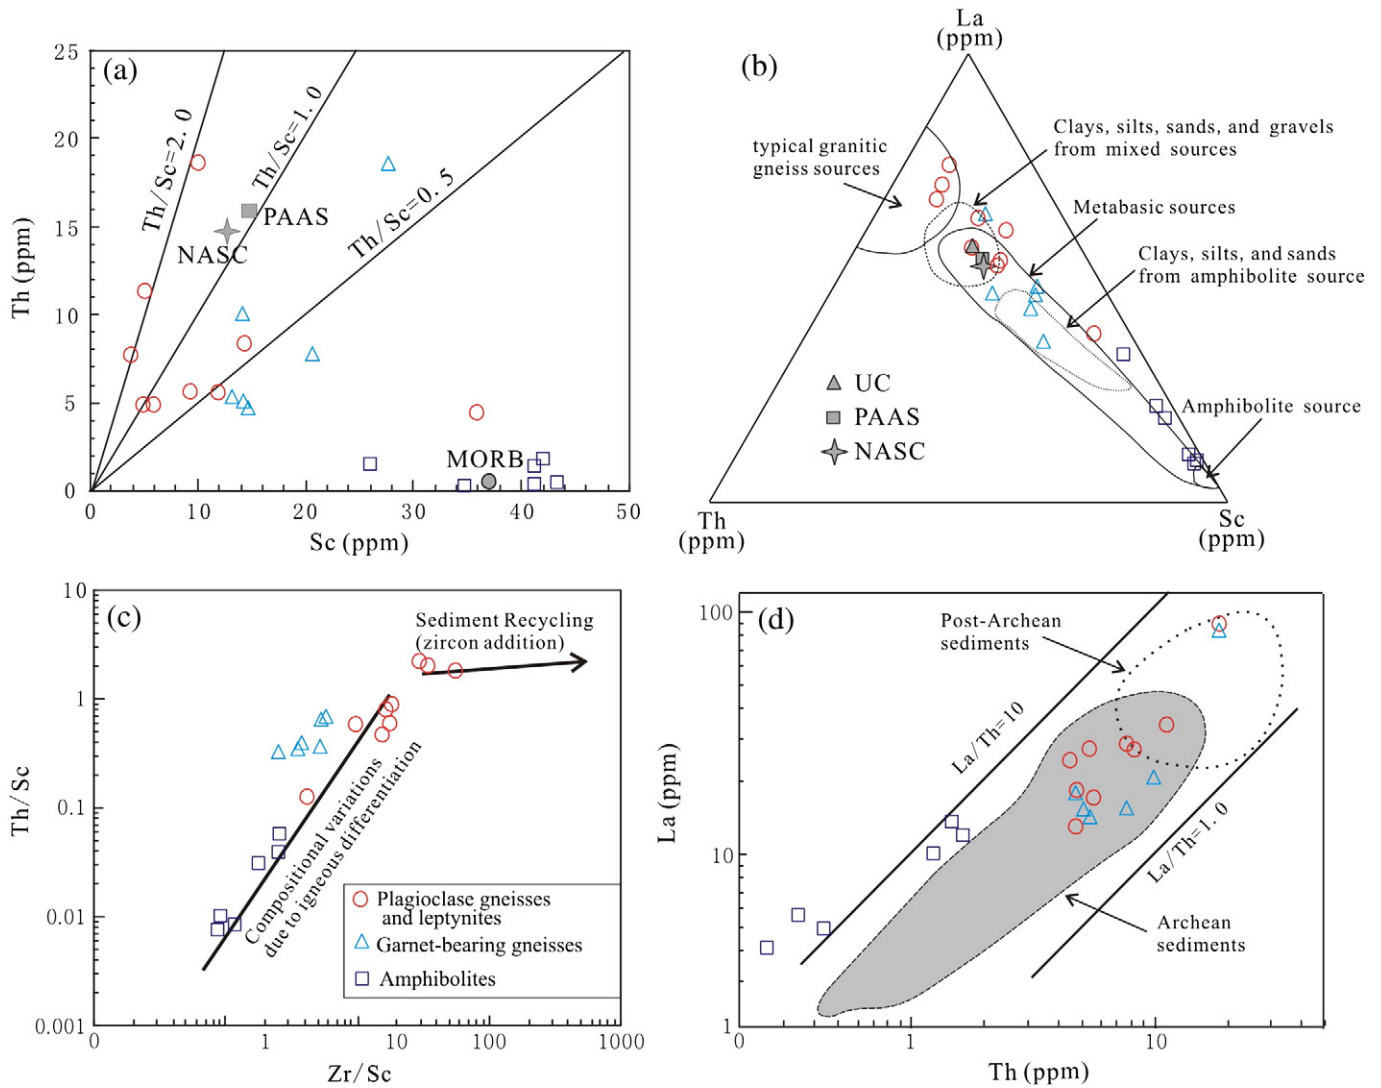 (a)
25
20
15
10
5
0
Th (ppm)
0 10 20 30 40 50
Sc (ppm)
Th/Sc=2. 0
Th/Sc=1. 0
Th/Sc=0. 5
PAAS
NASC
MORB
(b)
La
(ppm)
Clays, silts, sands, and gravels
from mixed sources
typical granitic
gneiss sources
Metabasic sources
Clays, silts, and sands
from amphibolite source
UC
PAAS
NASC
Amphibolite source
Th
(ppm)
Sc
(ppm)
(c)
10
1
0.1
0.01
0.001
Th/Sc
0 1 10 100 1000
Zr/Sc
Sediment Recycling
(zircon addition)
Compositional variations
due to igneous differentiation
Plagioclase gneisses
and leptynites
Garnet-bearing gneisses
Amphibolites
(d)
100
10
1
La (ppm)
0 1 10
Th (ppm)
Post-Archean
sediments
La/Th=10
La/Th=1. 0
Archean
sediments